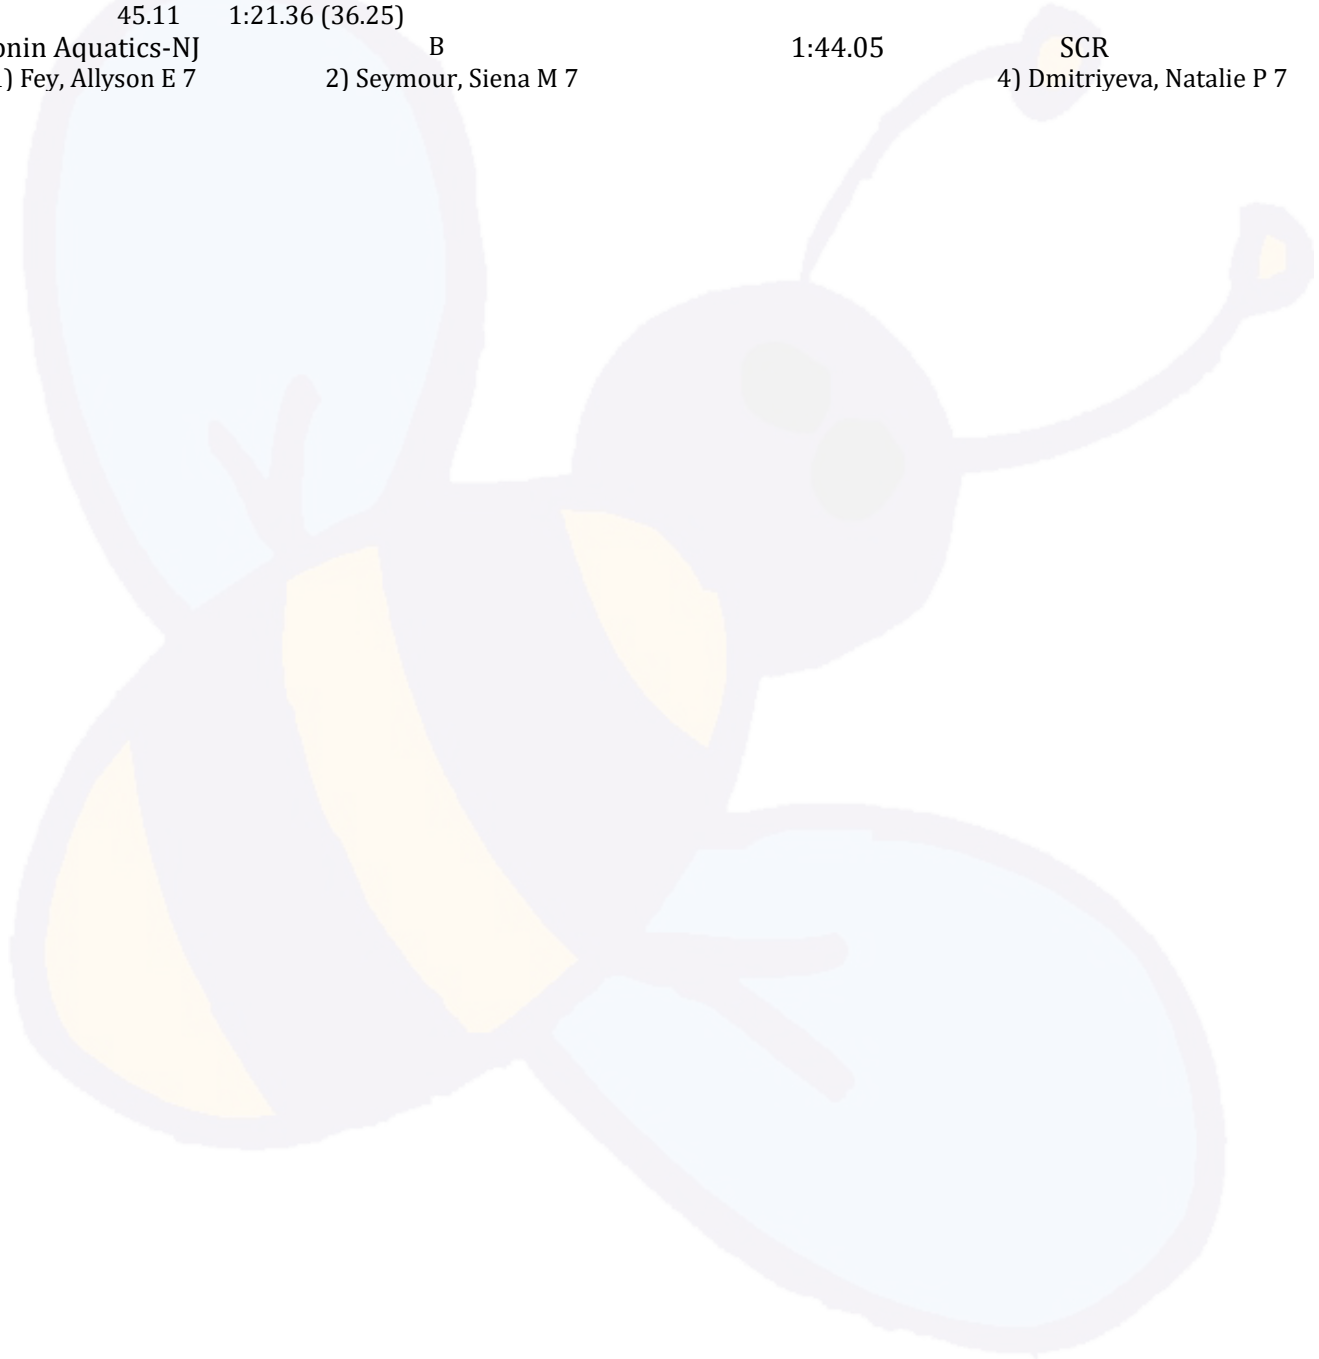 45.11 1:21.36 (36.25)
onin Aquatics-NJ B 1:44.05 SCR
) Fey, Allyson E 7 2) Seymour, Siena M 7 4) Dmitriyeva, Natalie P 7